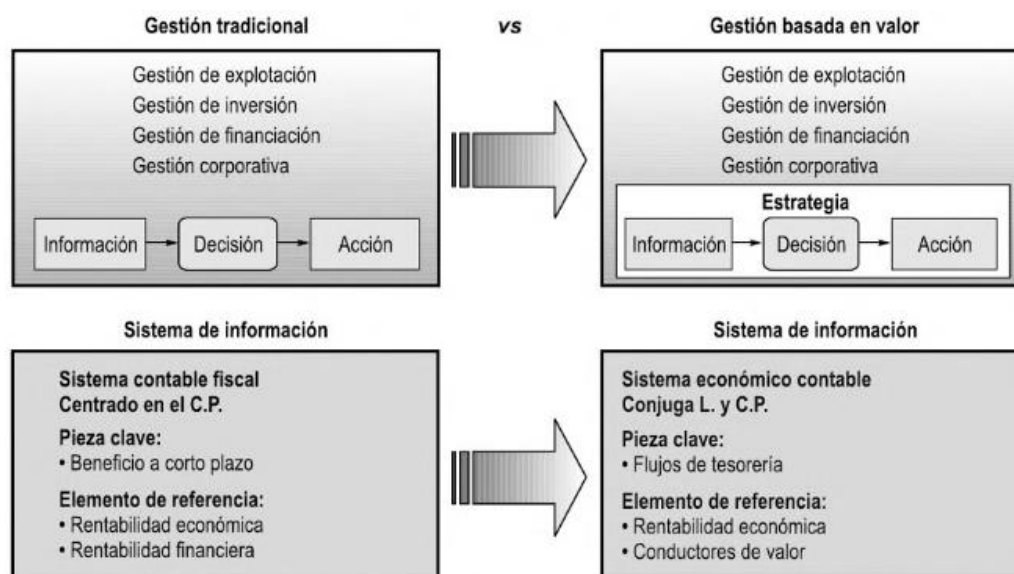 Gestión tradicional
vs
Gestión basada en valor
Gestión de explotación
Gestión de inversión
Gestión de financiación
Gestión corporativa
Información
Decisión
Acción
Gestión de explotación
Gestión de inversión
Gestión de financiación
Gestión corporativa
Estrategia
Información
Decisión
Acción
Sistema de información
Sistema contable fiscal
Centrado en el C.P.
Pieza clave:
• Beneficio a corto plazo
Elemento de referencia:
• Rentabilidad económica
• Rentabilidad financiera
Sistema de información
Sistema económico contable
Conjuga L. y C.P.
Pieza clave:
• Flujos de tesorería
Elemento de referencia:
• Rentabilidad económica
• Conductores de valor